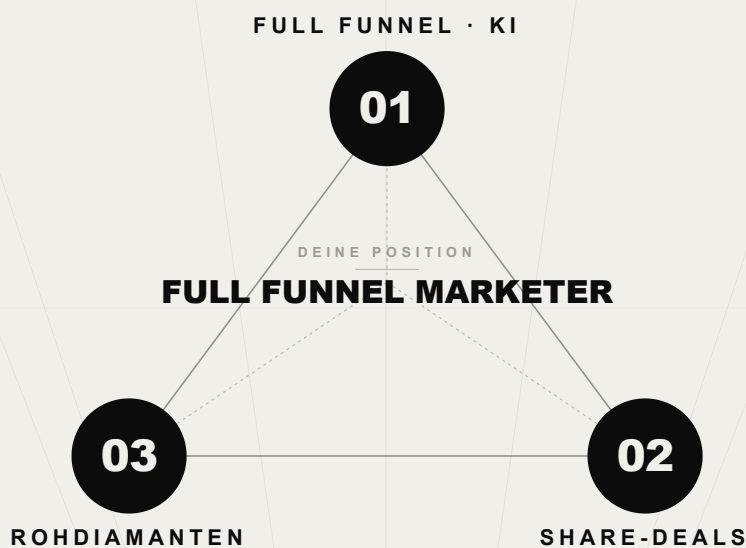 FULL FUNNEL · KI
01
DEINE POSITION
FULL FUNNEL MARKETER
03
02
ROHDIAMANTEN
SHARE-DEALS